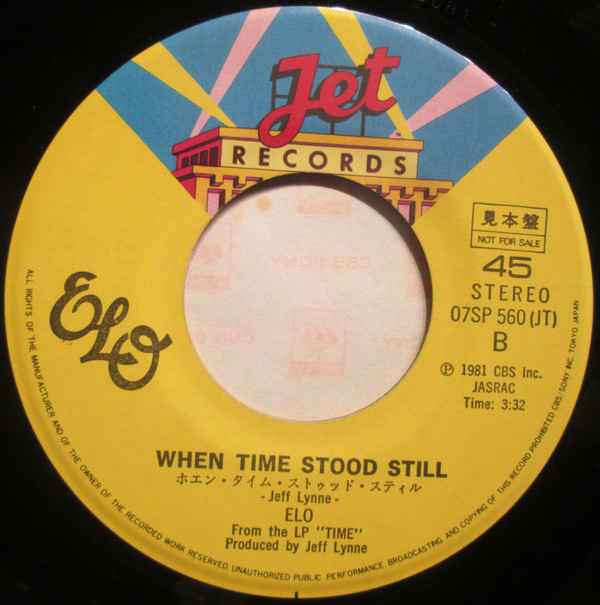 Jet
RECORDS
TM
見本盤
NOT FOR SALE
45
STEREO
07SP 560 (JT)
B
Ⓟ 1981 CBS Inc.
JASRAC
Time: 3:32
ELO
WHEN TIME STOOD STILL
ホエン・タイム・ストゥッド・スティル
- Jeff Lynne -
ELO
From the LP "TIME"
Produced by Jeff Lynne
ALL RIGHTS OF THE MANUFACTURER AND OF THE OWNER OF THE RECORDED WORK RESERVED. UNAUTHORIZED PUBLIC PERFORMANCE BROADCASTING AND COPYING OF THIS RECORD PROHIBITED CBS/SONY INC. TOKYO JAPAN
CBS SONY